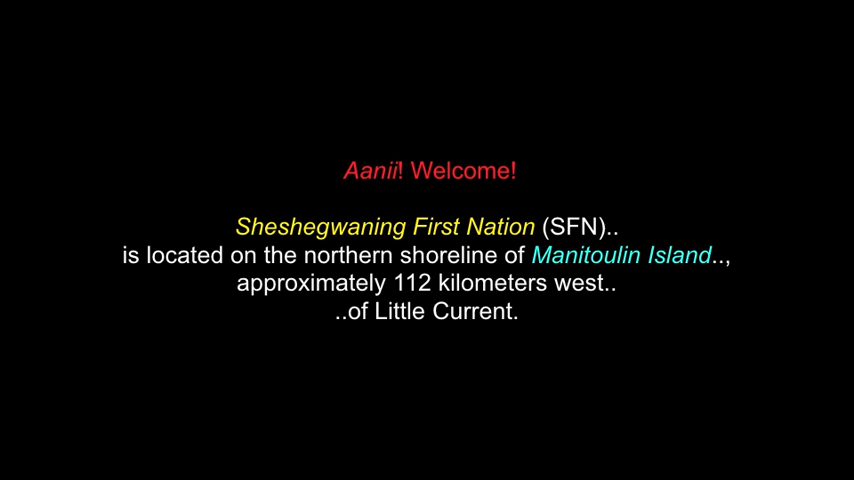 Aanii! Welcome!
Sheshegwaning First Nation (SFN)..
is located on the northern shoreline of Manitoulin Island..,
approximately 112 kilometers west..
..of Little Current.